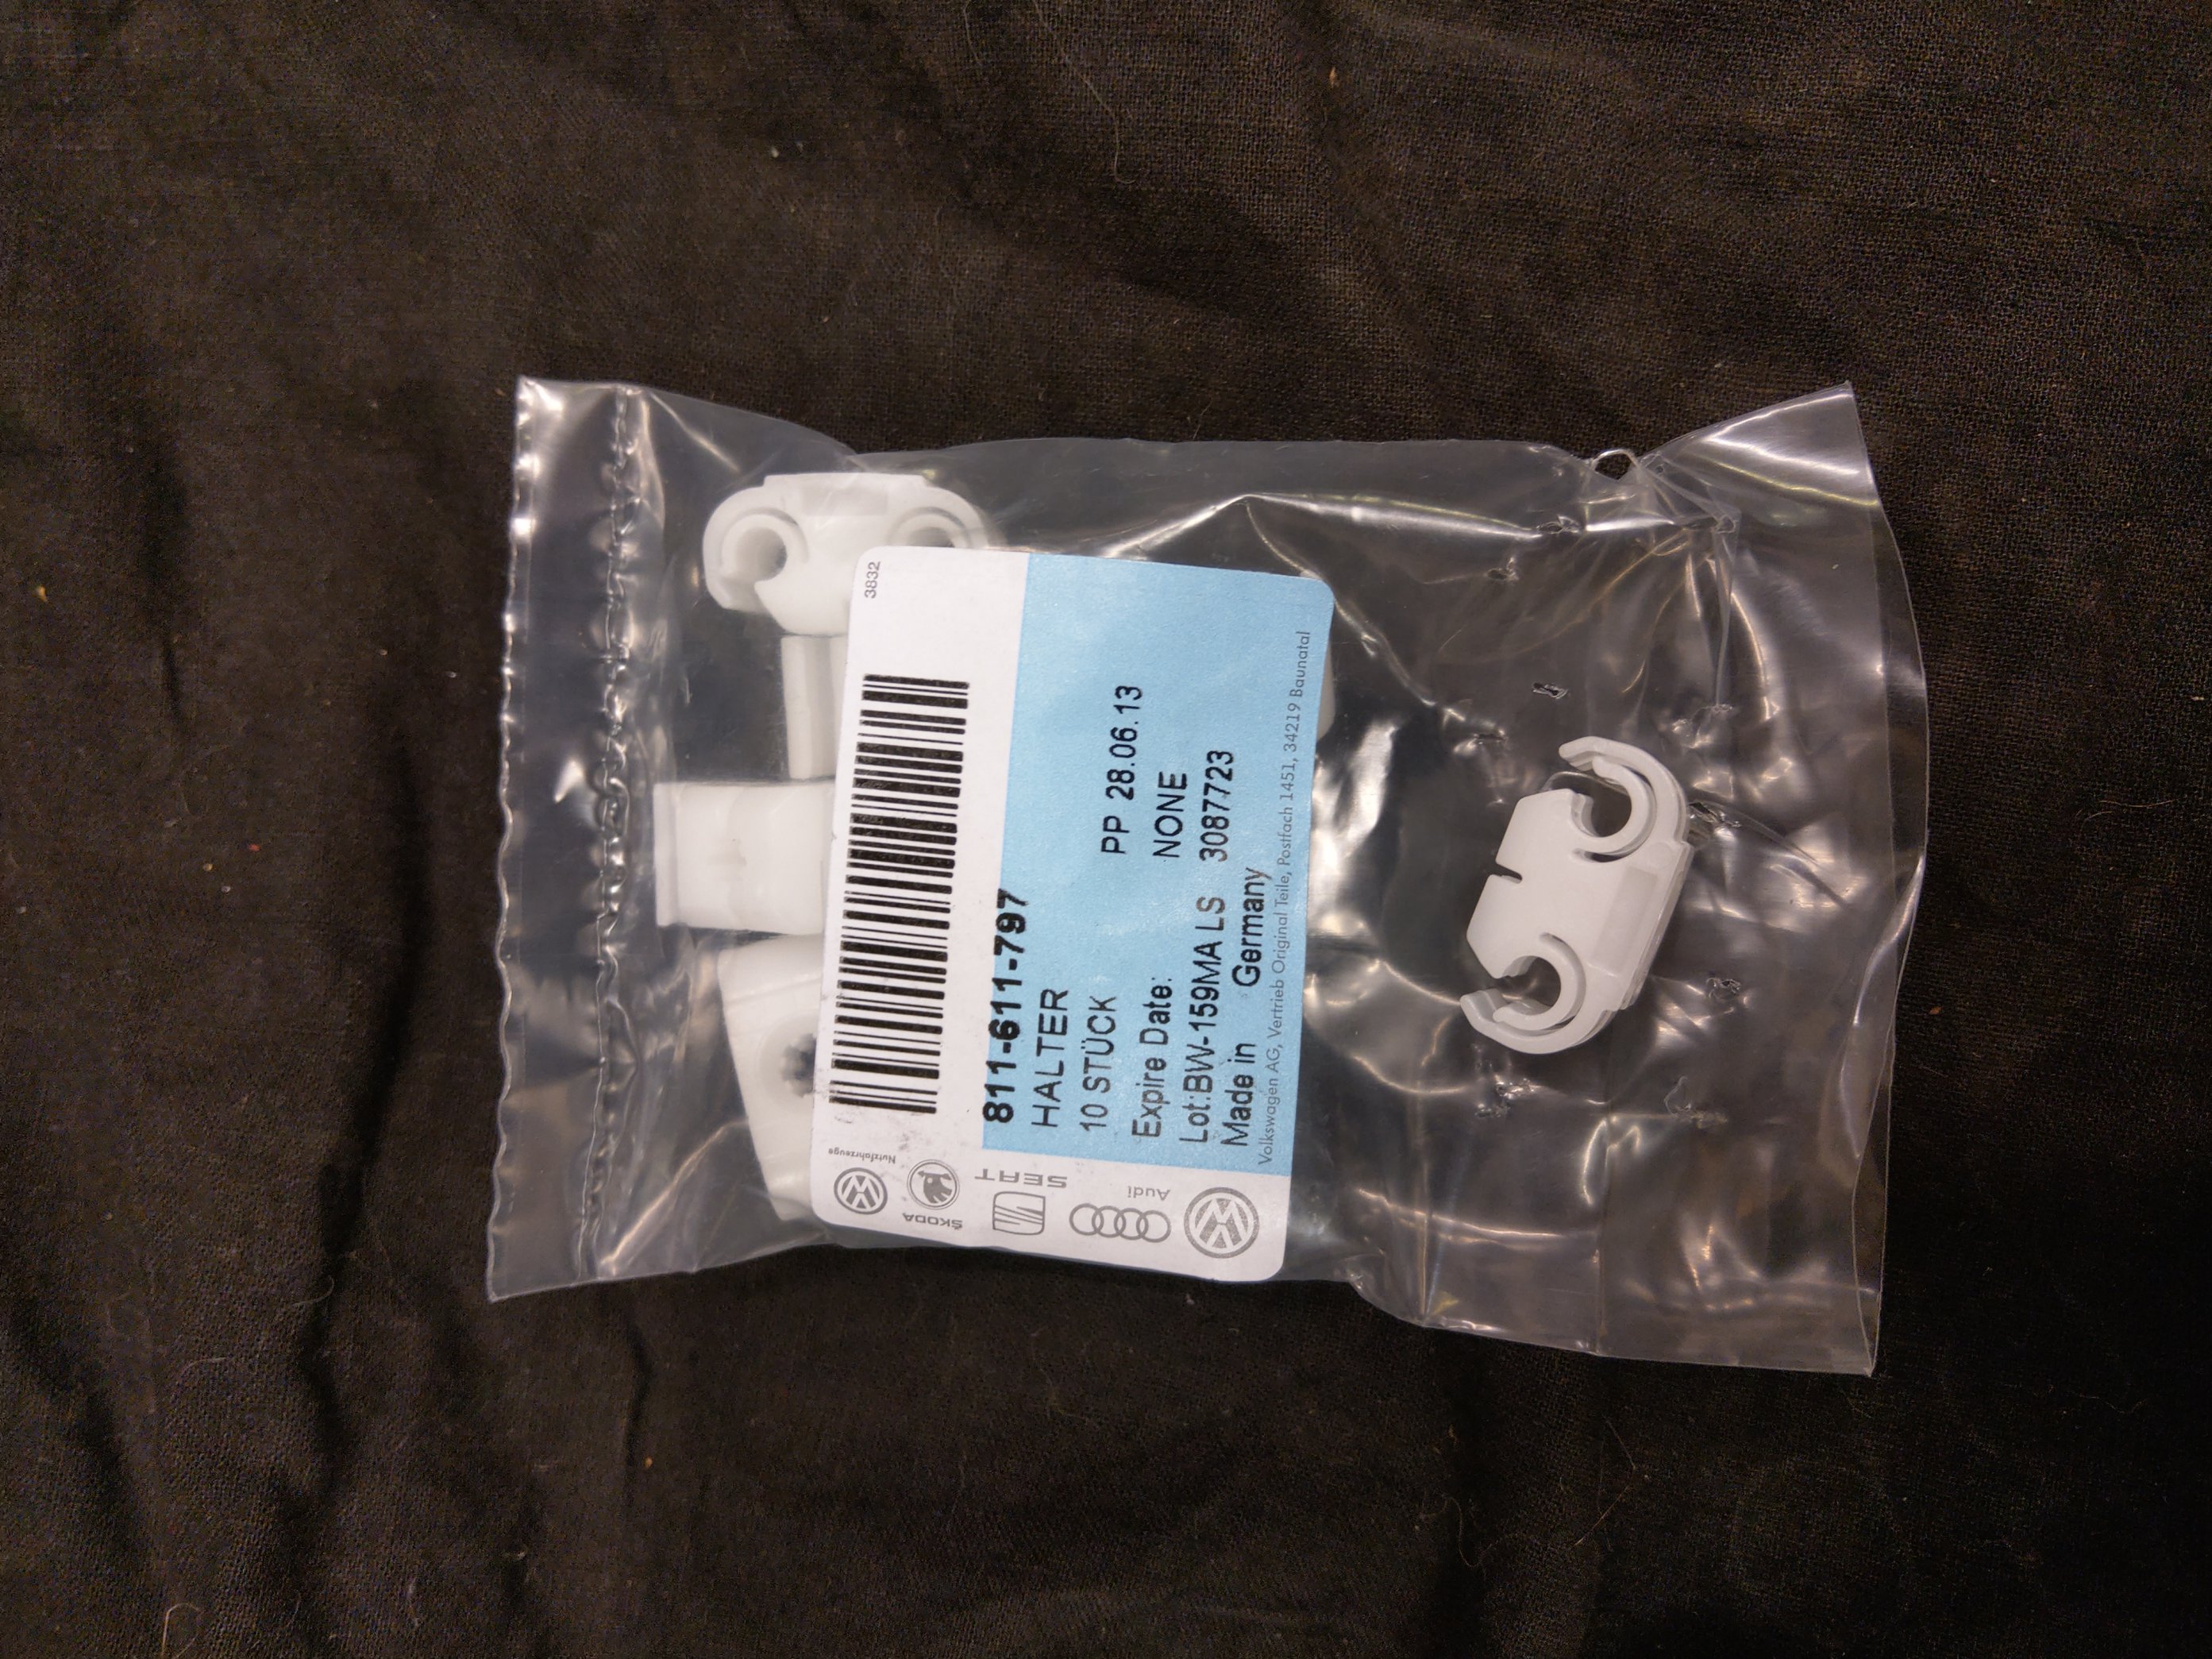 3832
811-611-797
HALTER
10 STÜCK PP 28.06.13
Expire Date: NONE
Lot:BW-159MA LS 3087723
Made in Germany
Volkswagen AG, Vertrieb Original Teile, Postfach 1451, 34219 Baunatal
Audi
SEAT
ŠKODA
Nutzfahrzeuge